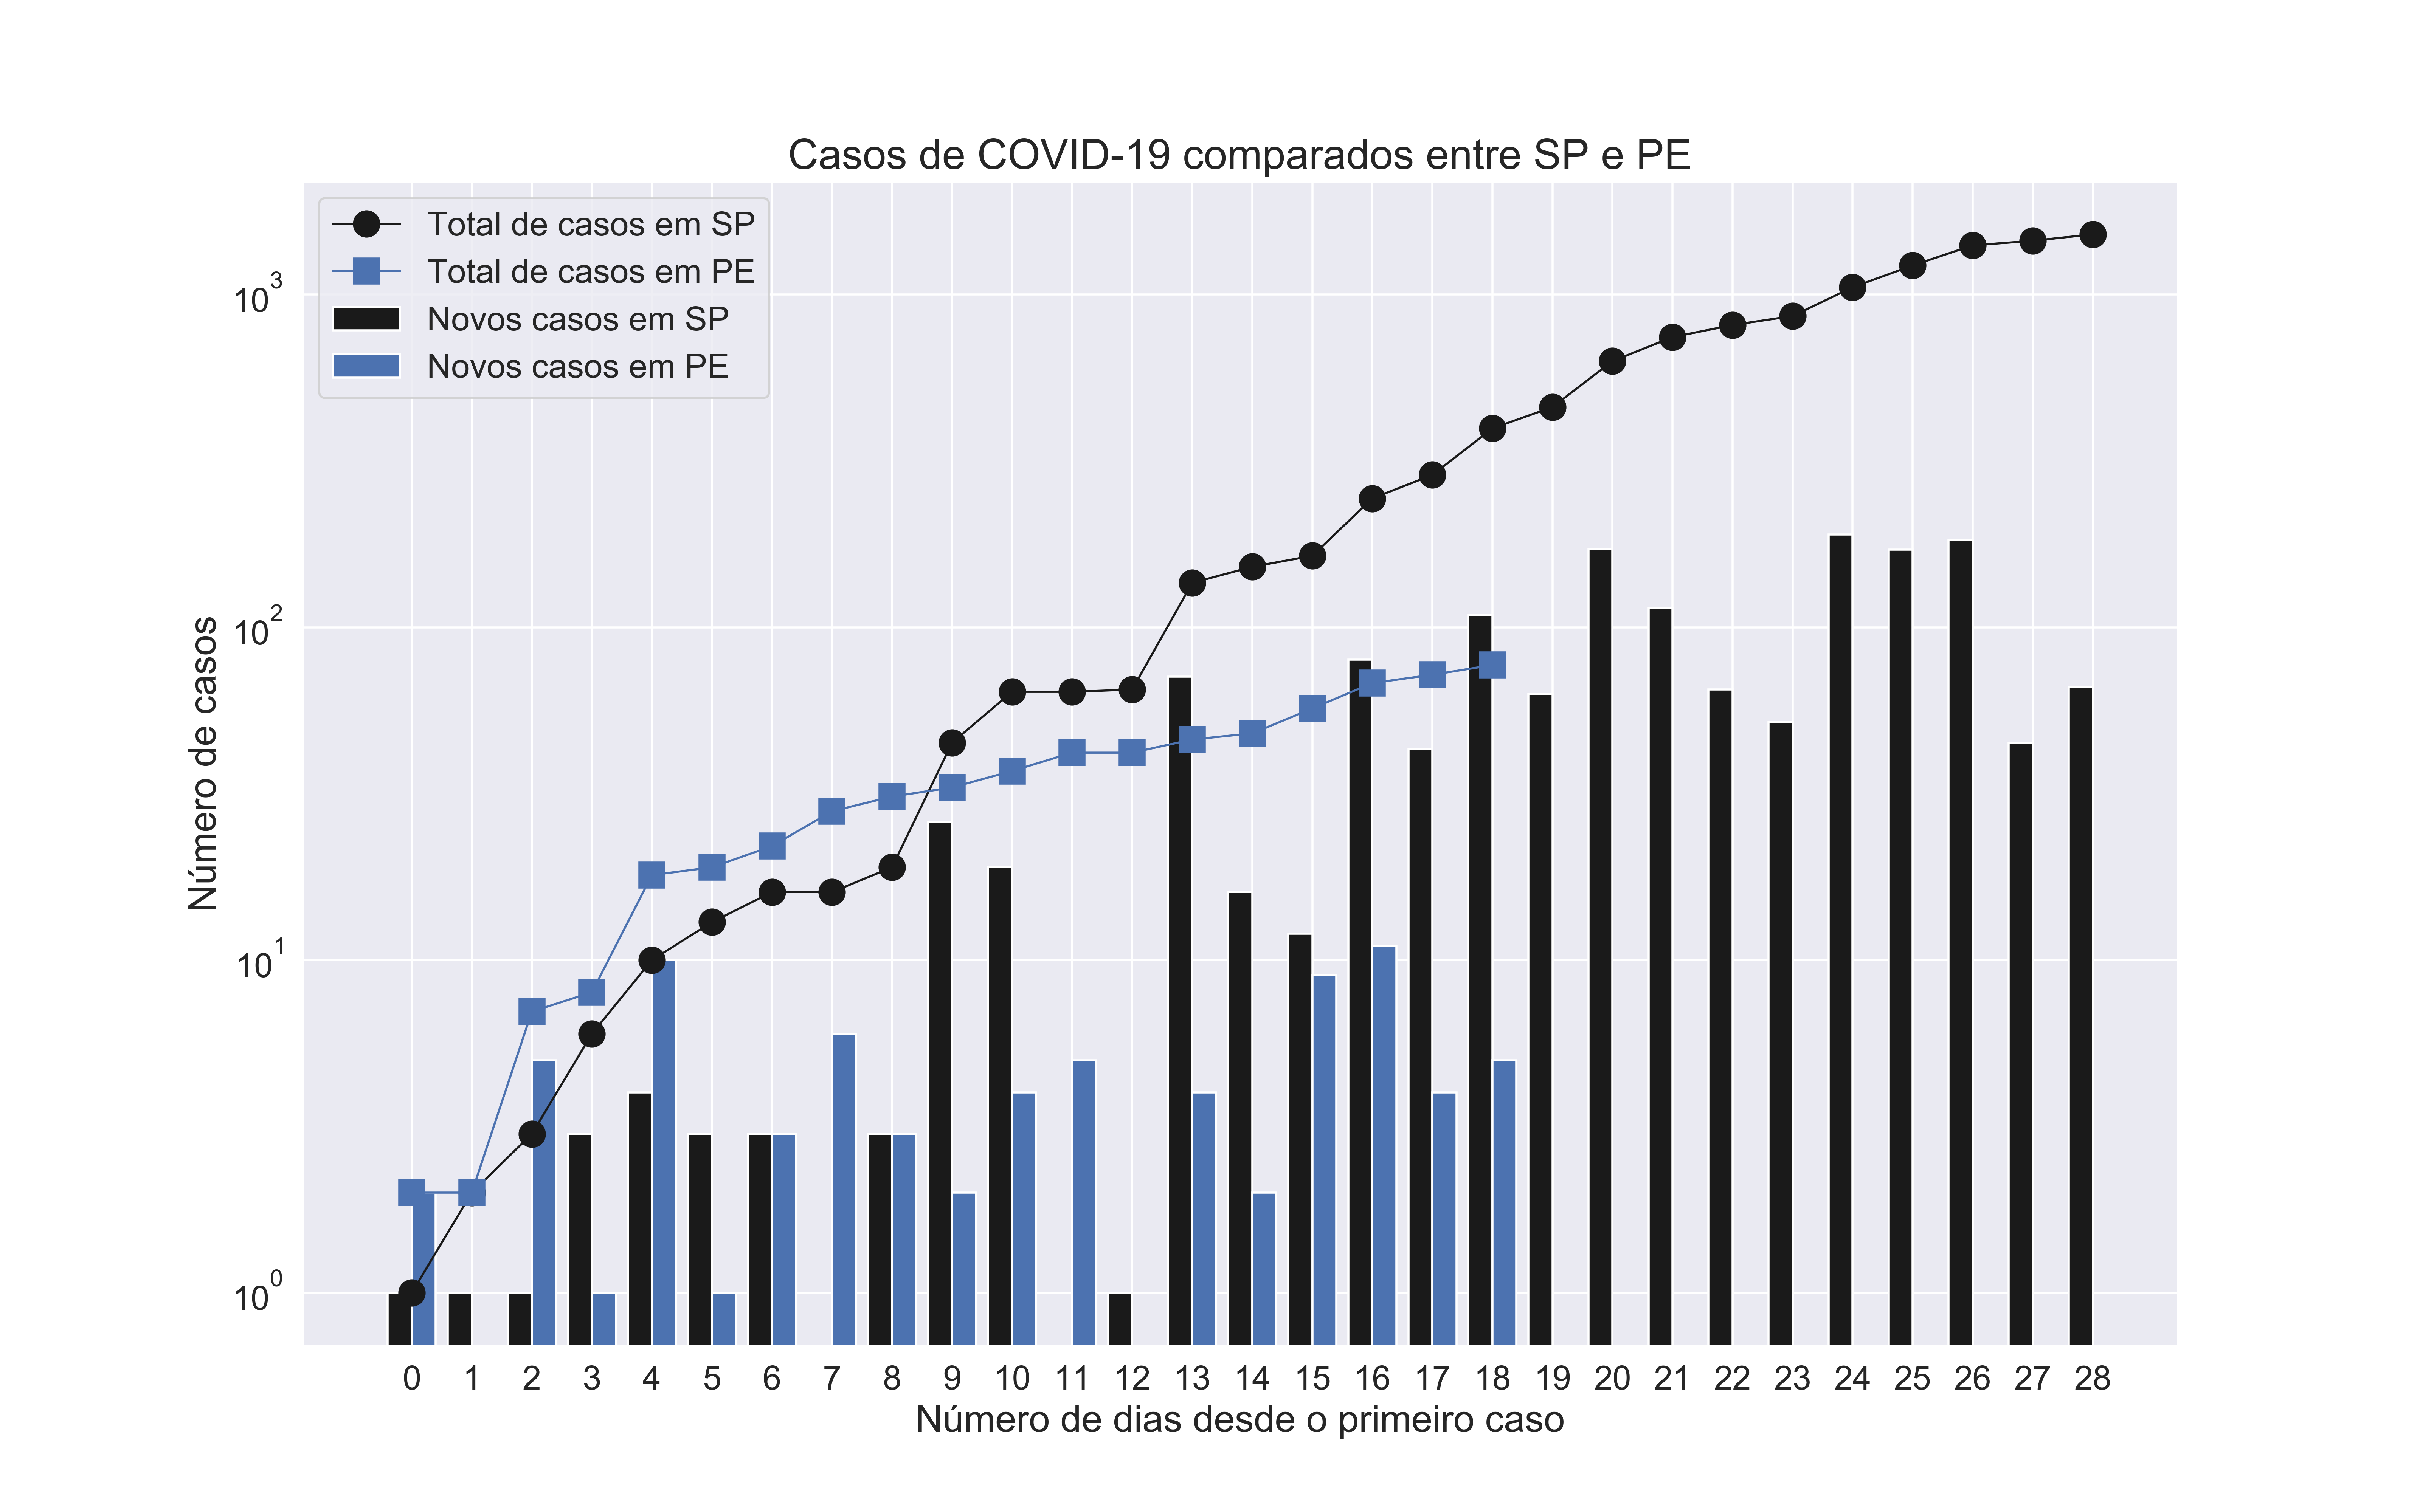 Casos de COVID-19 comparados entre SP e PE
Total de casos em SP
Total de casos em PE
Novos casos em SP
Novos casos em PE
10³
10²
10¹
10⁰
Número de casos
0 1 2 3 4 5 6 7 8 9 10 11 12 13 14 15 16 17 18 19 20 21 22 23 24 25 26 27 28
Número de dias desde o primeiro caso